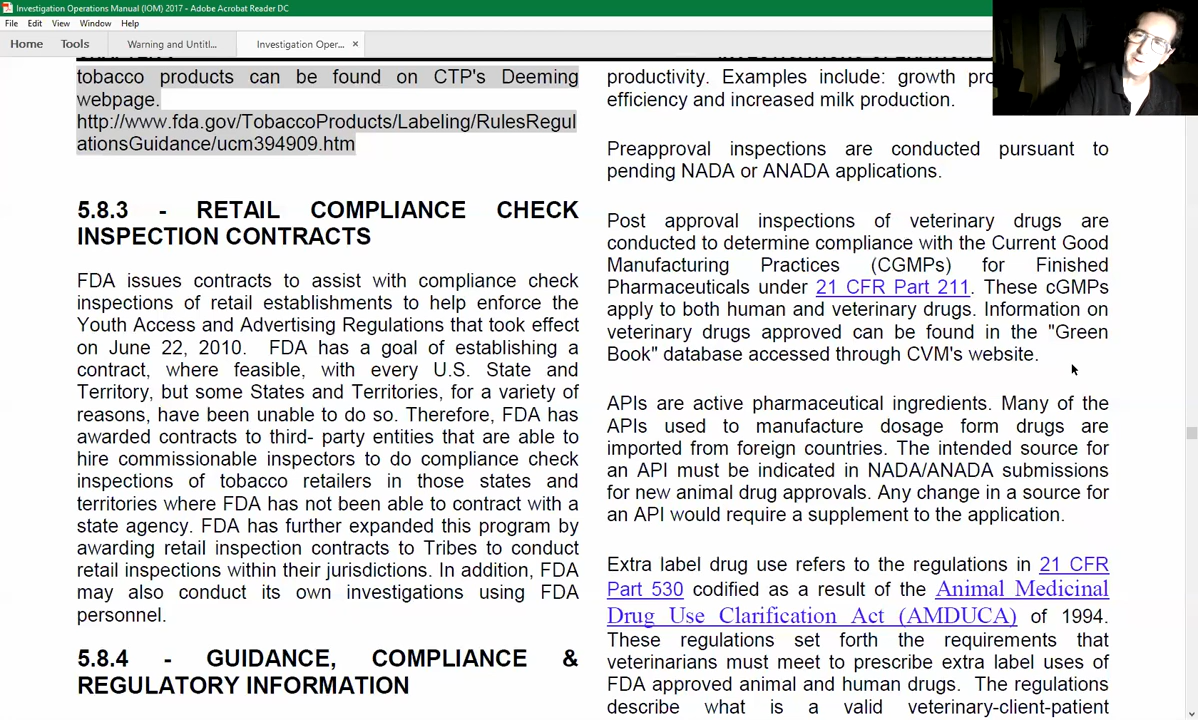 Investigation Operations Manual (IOM) 2017 - Adobe Acrobat Reader DC
File Edit View Window Help
Home Tools Warning and Untitl... Investigation Oper... ×
tobacco products can be found on CTP's Deeming
webpage.
http://www.fda.gov/TobaccoProducts/Labeling/RulesRegul
ationsGuidance/ucm394909.htm
5.8.3 - RETAIL COMPLIANCE CHECK
INSPECTION CONTRACTS
FDA issues contracts to assist with compliance check
inspections of retail establishments to help enforce the
Youth Access and Advertising Regulations that took effect
on June 22, 2010. FDA has a goal of establishing a
contract, where feasible, with every U.S. State and
Territory, but some States and Territories, for a variety of
reasons, have been unable to do so. Therefore, FDA has
awarded contracts to third- party entities that are able to
hire commissionable inspectors to do compliance check
inspections of tobacco retailers in those states and
territories where FDA has not been able to contract with a
state agency. FDA has further expanded this program by
awarding retail inspection contracts to Tribes to conduct
retail inspections within their jurisdictions. In addition, FDA
may also conduct its own investigations using FDA
personnel.
5.8.4 - GUIDANCE, COMPLIANCE &
REGULATORY INFORMATION
productivity. Examples include: growth
efficiency and increased milk production.
Preapproval inspections are conducted pursuant to
pending NADA or ANADA applications.
Post approval inspections of veterinary drugs are
conducted to determine compliance with the Current Good
Manufacturing Practices (CGMPs) for Finished
Pharmaceuticals under 21 CFR Part 211. These cGMPs
apply to both human and veterinary drugs. Information on
veterinary drugs approved can be found in the "Green
Book" database accessed through CVM's website.
APIs are active pharmaceutical ingredients. Many of the
APIs used to manufacture dosage form drugs are
imported from foreign countries. The intended source for
an API must be indicated in NADA/ANADA submissions
for new animal drug approvals. Any change in a source for
an API would require a supplement to the application.
Extra label drug use refers to the regulations in 21 CFR
Part 530 codified as a result of the Animal Medicinal
Drug Use Clarification Act (AMDUCA) of 1994.
These regulations set forth the requirements that
veterinarians must meet to prescribe extra label uses of
FDA approved animal and human drugs. The regulations
describe what is a valid veterinary-client-patient